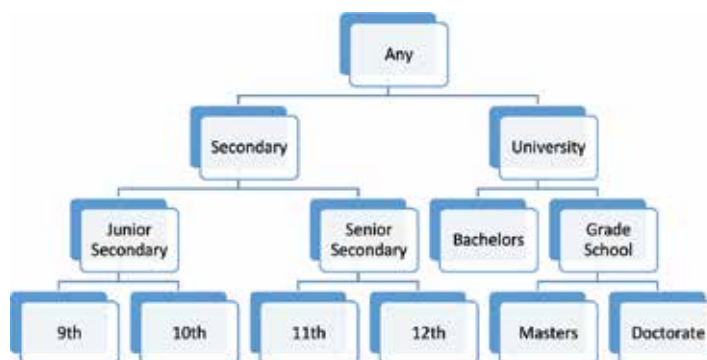 Any
Secondary
University
Junior
Secondary
Senior
Secondary
Bachelors
Grade
School
9th
10th
11th
12th
Masters
Doctorate